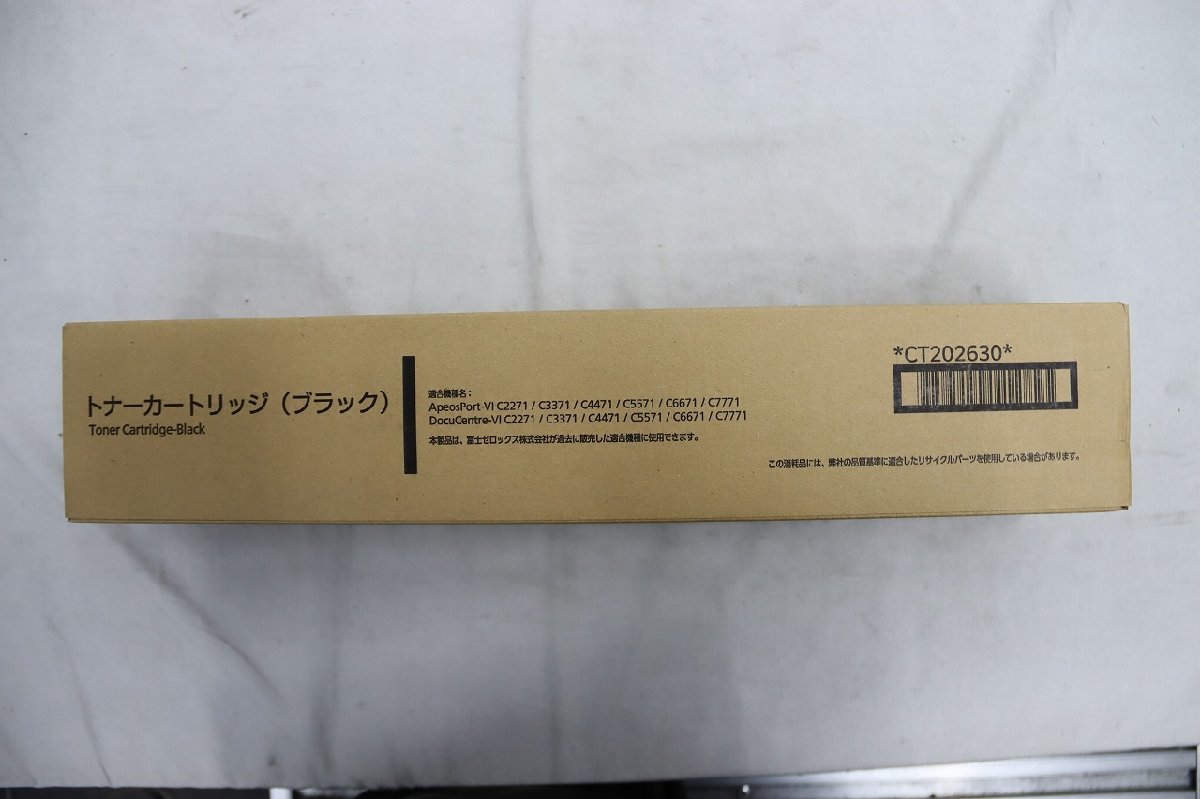 トナーカートリッジ（ブラック）
Toner Cartridge-Black
適合機種名：
ApeosPort-VI C2271 / C3371 / C4471 / C5571 / C6671 / C7771
DocuCentre-VI C2271 / C3371 / C4471 / C5571 / C6671 / C7771
本製品は、富士ゼロックス株式会社が過去に販売した適合機種に使用できます。
*CT202630*
この消耗品には、弊社の品質基準に適合したリサイクルパーツを使用している場合があります。